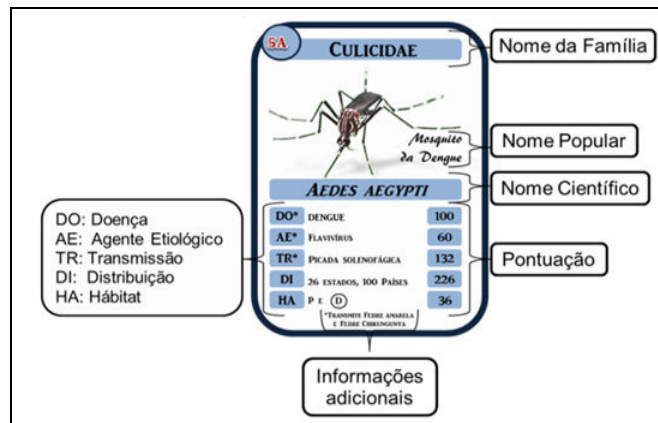 5A
CULICIDAE
Nome da Família
Mosquito
da Dengue
Nome Popular
AEDES AEGYPTI
Nome Científico
DO: Doença
AE: Agente Etiológico
TR: Transmissão
DI: Distribuição
HA: Hábitat
DO* DENGUE 100
AE* FLAVIVÍRUS 60
TR* PICADA SOLENOFÁGICA 132
DI 26 ESTADOS, 100 PAÍSES 226
HA P E D 36
Pontuação
*TRANSMITE FEBRE AMARELA
E FEBRE CHIKUNGUNYA
Informações
adicionais